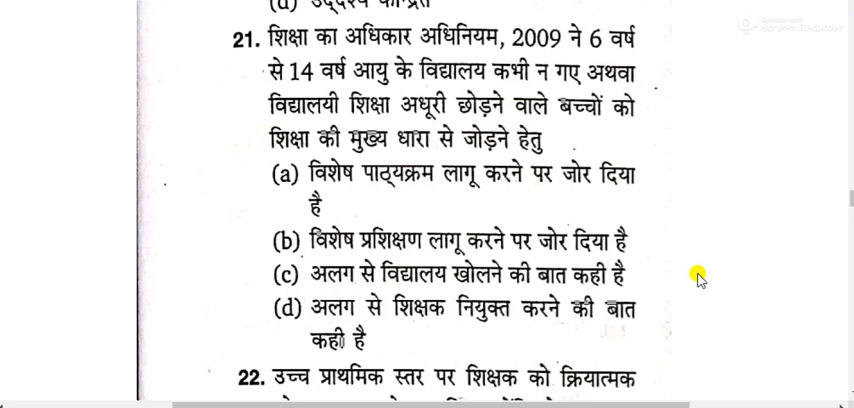 (d) उद्देश्य केन्द्रित
21. शिक्षा का अधिकार अधिनियम, 2009 ने 6 वर्ष
से 14 वर्ष आयु के विद्यालय कभी न गए अथवा
विद्यालयी शिक्षा अधूरी छोड़ने वाले बच्चों को
शिक्षा की मुख्य धारा से जोड़ने हेतु
(a) विशेष पाठ्यक्रम लागू करने पर जोर दिया
है
(b) विशेष प्रशिक्षण लागू करने पर जोर दिया है
(c) अलग से विद्यालय खोलने की बात कही है
(d) अलग से शिक्षक नियुक्त करने की बात
कही है
22. उच्च प्राथमिक स्तर पर शिक्षक को क्रियात्मक